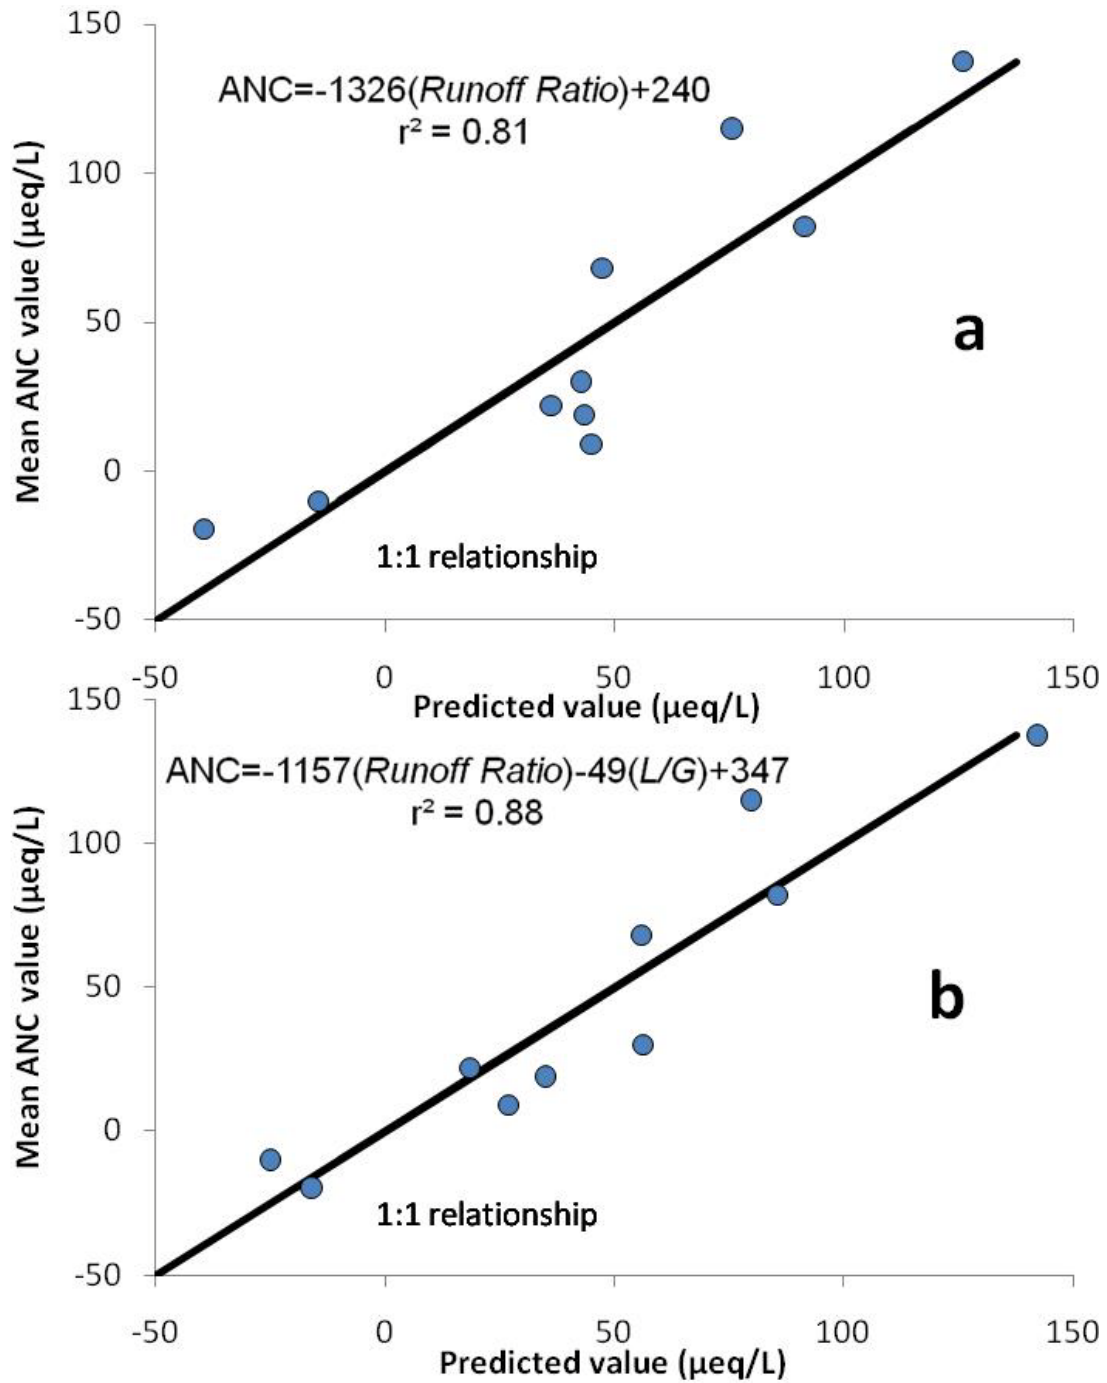 150
ANC=-1326(Runoff Ratio)+240
r² = 0.81
100
50
0
-50
Mean ANC value (µeq/L)
a
1:1 relationship
-50 0 50 100 150
Predicted value (µeq/L)
150
ANC=-1157(Runoff Ratio)-49(L/G)+347
r² = 0.88
100
50
0
-50
Mean ANC value (µeq/L)
b
1:1 relationship
-50 0 50 100 150
Predicted value (µeq/L)